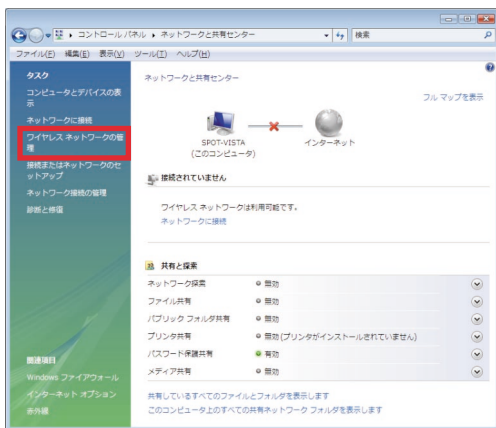 コントロール パネル ▸ ネットワークと共有センター
検索
ファイル(F) 編集(E) 表示(V) ツール(T) ヘルプ(H)
タスク
コンピュータとデバイスの表
示
ネットワークに接続
ワイヤレス ネットワークの管
理
接続またはネットワークのセ
ットアップ
ネットワーク接続の管理
診断と修復
関連項目
Windows ファイアウォール
インターネット オプション
赤外線
ネットワークと共有センター
フル マップを表示
SPOT-VISTA
(このコンピュータ)
インターネット
接続されていません
ワイヤレス ネットワークは利用可能です。
ネットワークに接続
共有と探索
ネットワーク探索 無効
ファイル共有 無効
パブリック フォルダ共有 無効
プリンタ共有 無効(プリンタがインストールされていません)
パスワード保護共有 有効
メディア共有 無効
共有しているすべてのファイルとフォルダを表示します
このコンピュータ上のすべての共有ネットワーク フォルダを表示します